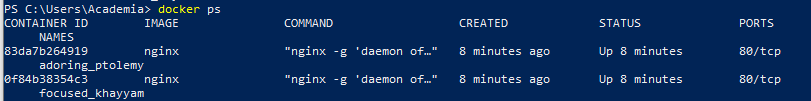 PS C:\Users\Academia> docker ps
CONTAINER ID IMAGE COMMAND CREATED STATUS PORTS
NAMES
83da7b264919 nginx "nginx -g 'daemon of…" 8 minutes ago Up 8 minutes 80/tcp
adoring_ptolemy
0f84b38354c3 nginx "nginx -g 'daemon of…" 8 minutes ago Up 8 minutes 80/tcp
focused_khayyam